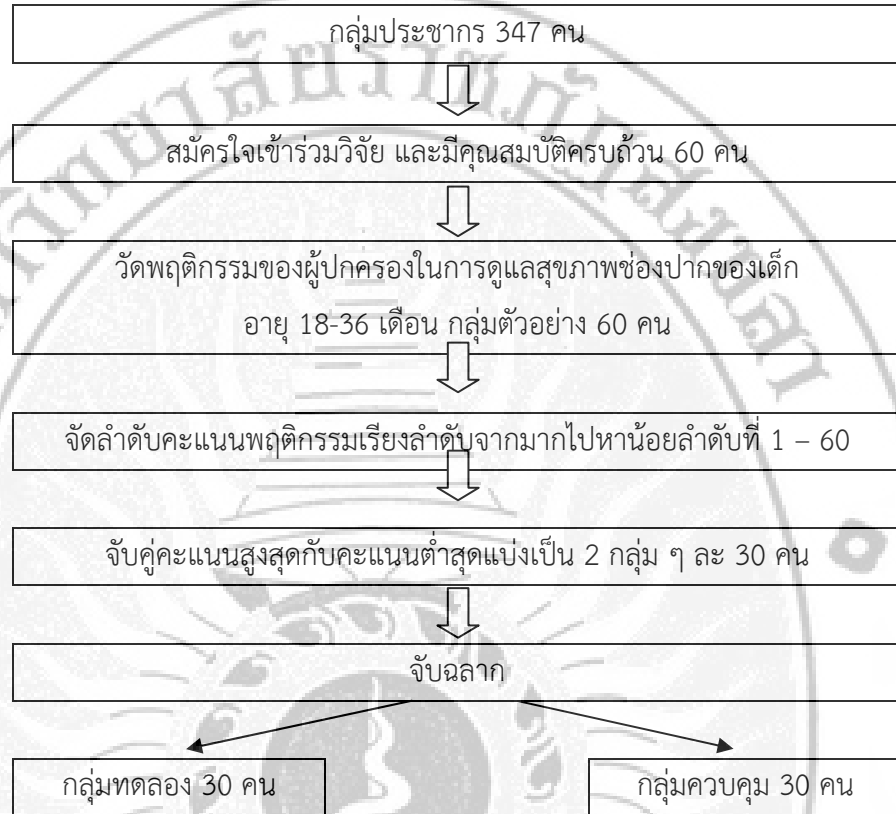 กลุ่มประชากร 347 คน
สมัครใจเข้าร่วมวิจัย และมีคุณสมบัติครบถ้วน 60 คน
วัดพฤติกรรมของผู้ปกครองในการดูแลสุขภาพช่องปากของเด็ก
อายุ 18-36 เดือน กลุ่มตัวอย่าง 60 คน
จัดลำดับคะแนนพฤติกรรมเรียงลำดับจากมากไปหาน้อยลำดับที่ 1 – 60
จับคู่คะแนนสูงสุดกับคะแนนต่ำสุดแบ่งเป็น 2 กลุ่ม ๆ ละ 30 คน
จับฉลาก
กลุ่มทดลอง 30 คน
กลุ่มควบคุม 30 คน